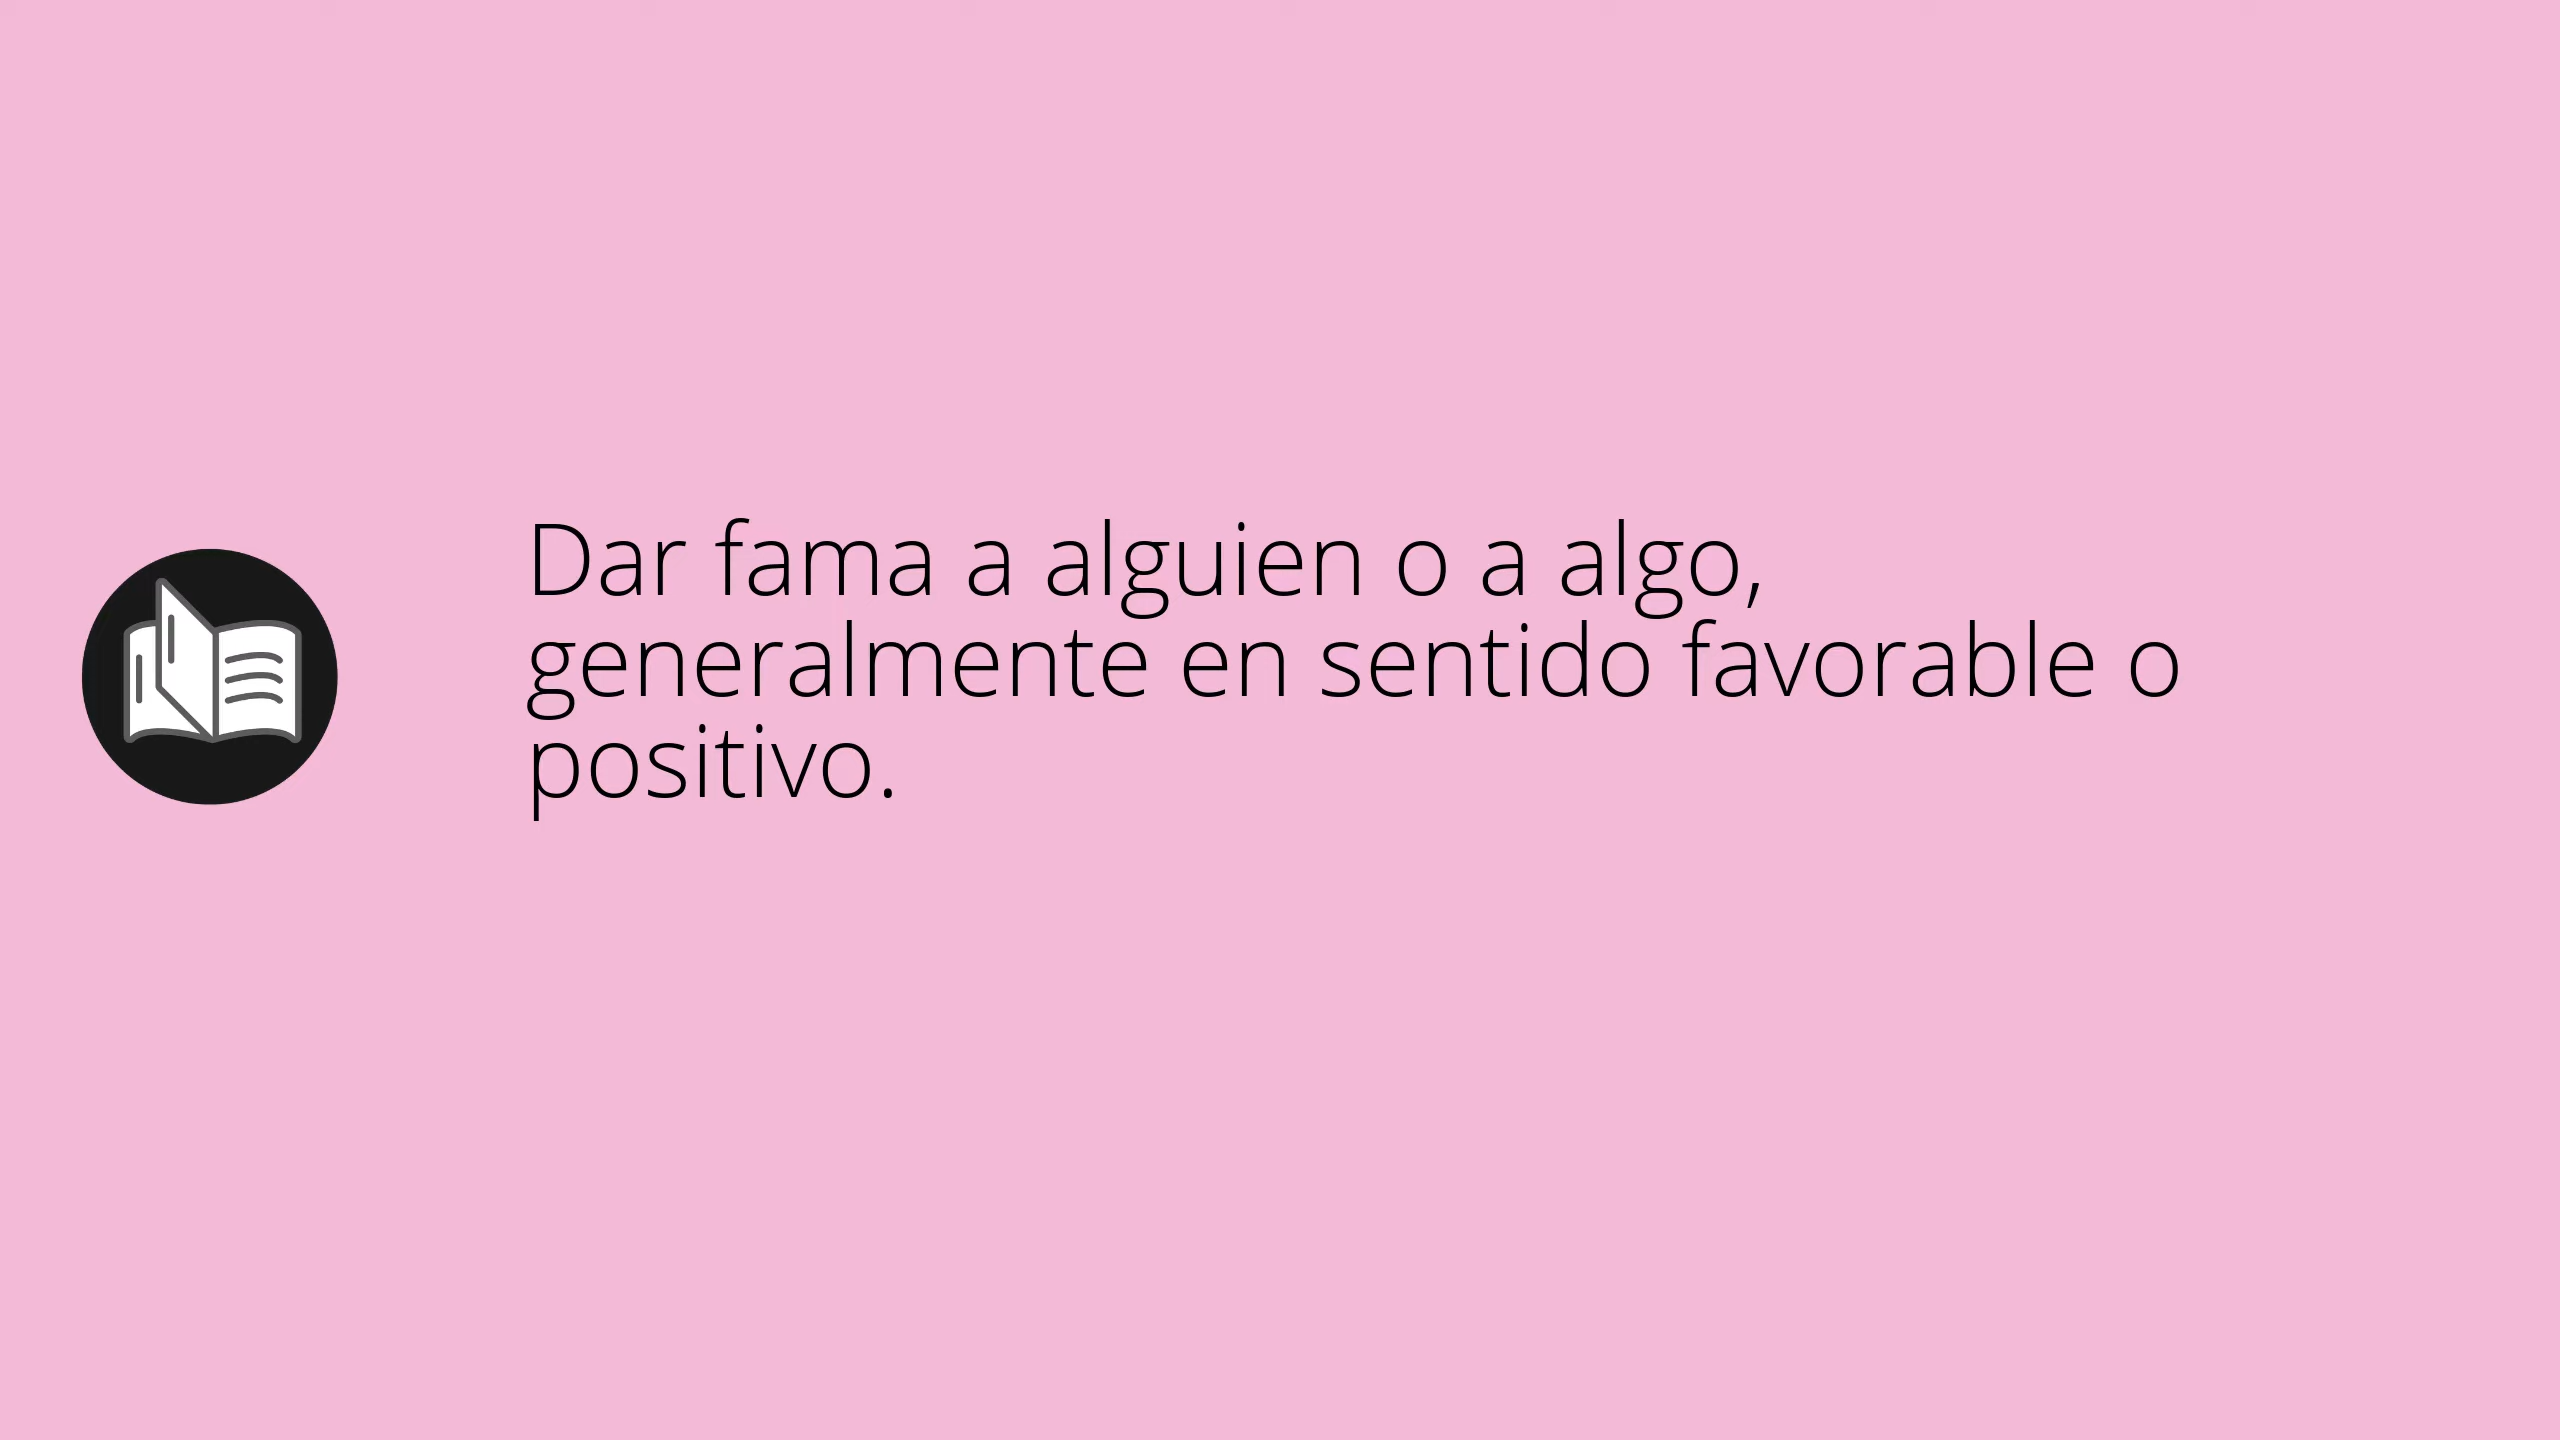 Dar fama a alguien o a algo,
generalmente en sentido favorable o
positivo.